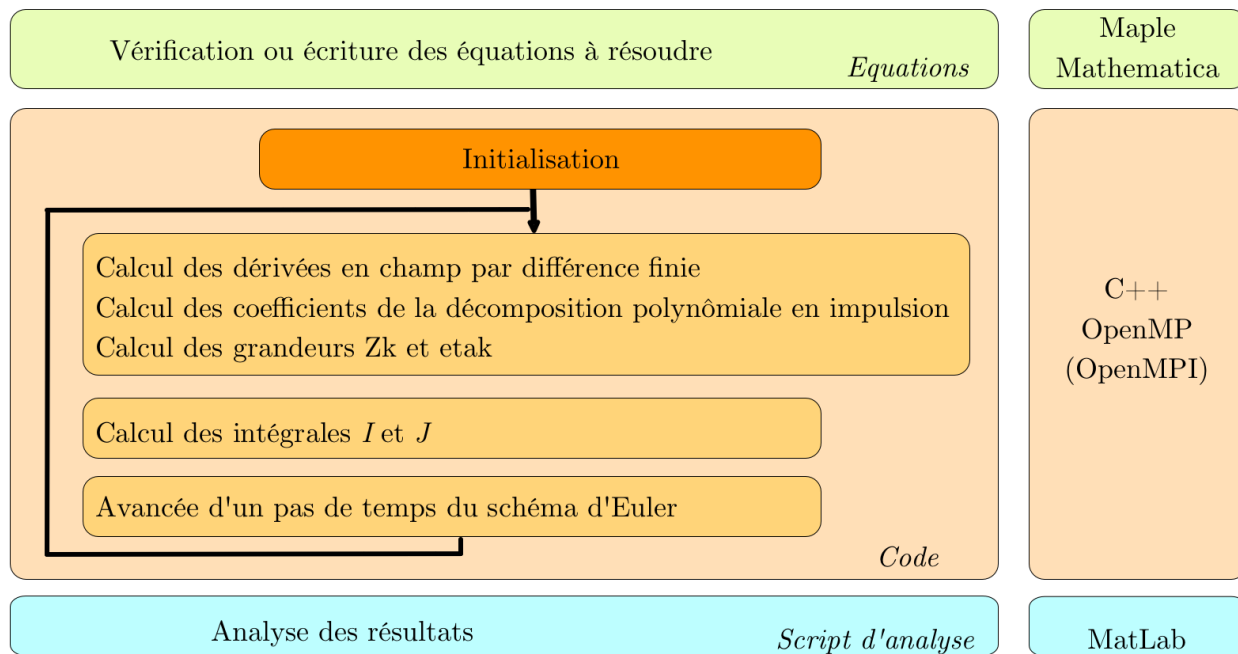 Vérification ou écriture des équations à résoudre
Equations
Maple
Mathematica
Initialisation
Calcul des dérivées en champ par différence finie
Calcul des coefficients de la décomposition polynômiale en impulsion
Calcul des grandeurs Zk et etak
Calcul des intégrales I et J
Avancée d'un pas de temps du schéma d'Euler
Code
C++
OpenMP
(OpenMPI)
Analyse des résultats
Script d'analyse
MatLab